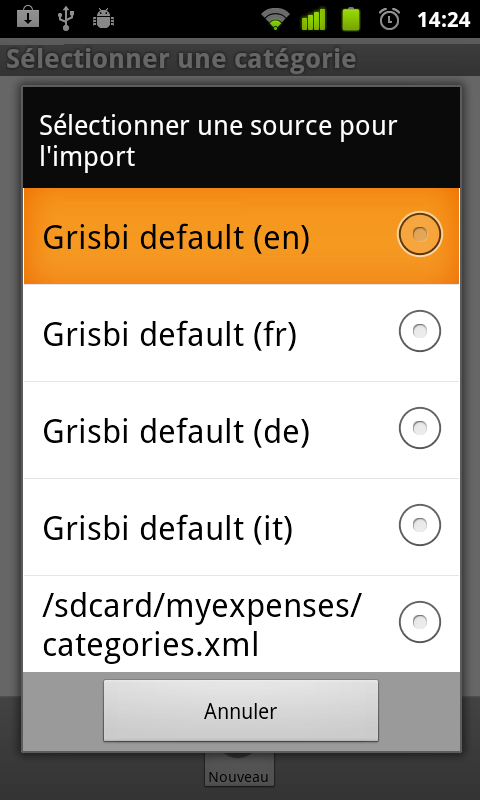 14:24
Sélectionner une catégorie
Sélectionner une source pour
l'import
Grisbi default (en)
Grisbi default (fr)
Grisbi default (de)
Grisbi default (it)
/sdcard/myexpenses/
categories.xml
Annuler
Nouveau